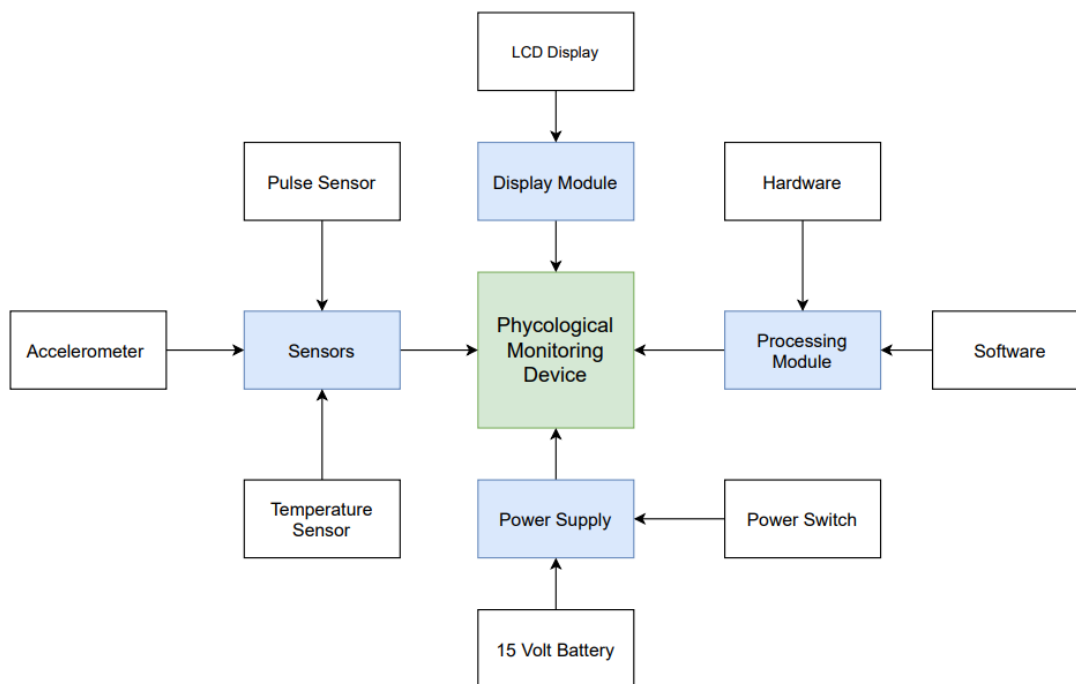 LCD Display
Pulse Sensor
Display Module
Hardware
Accelerometer
Sensors
Phycological
Monitoring
Device
Processing
Module
Software
Temperature
Sensor
Power Supply
Power Switch
15 Volt Battery